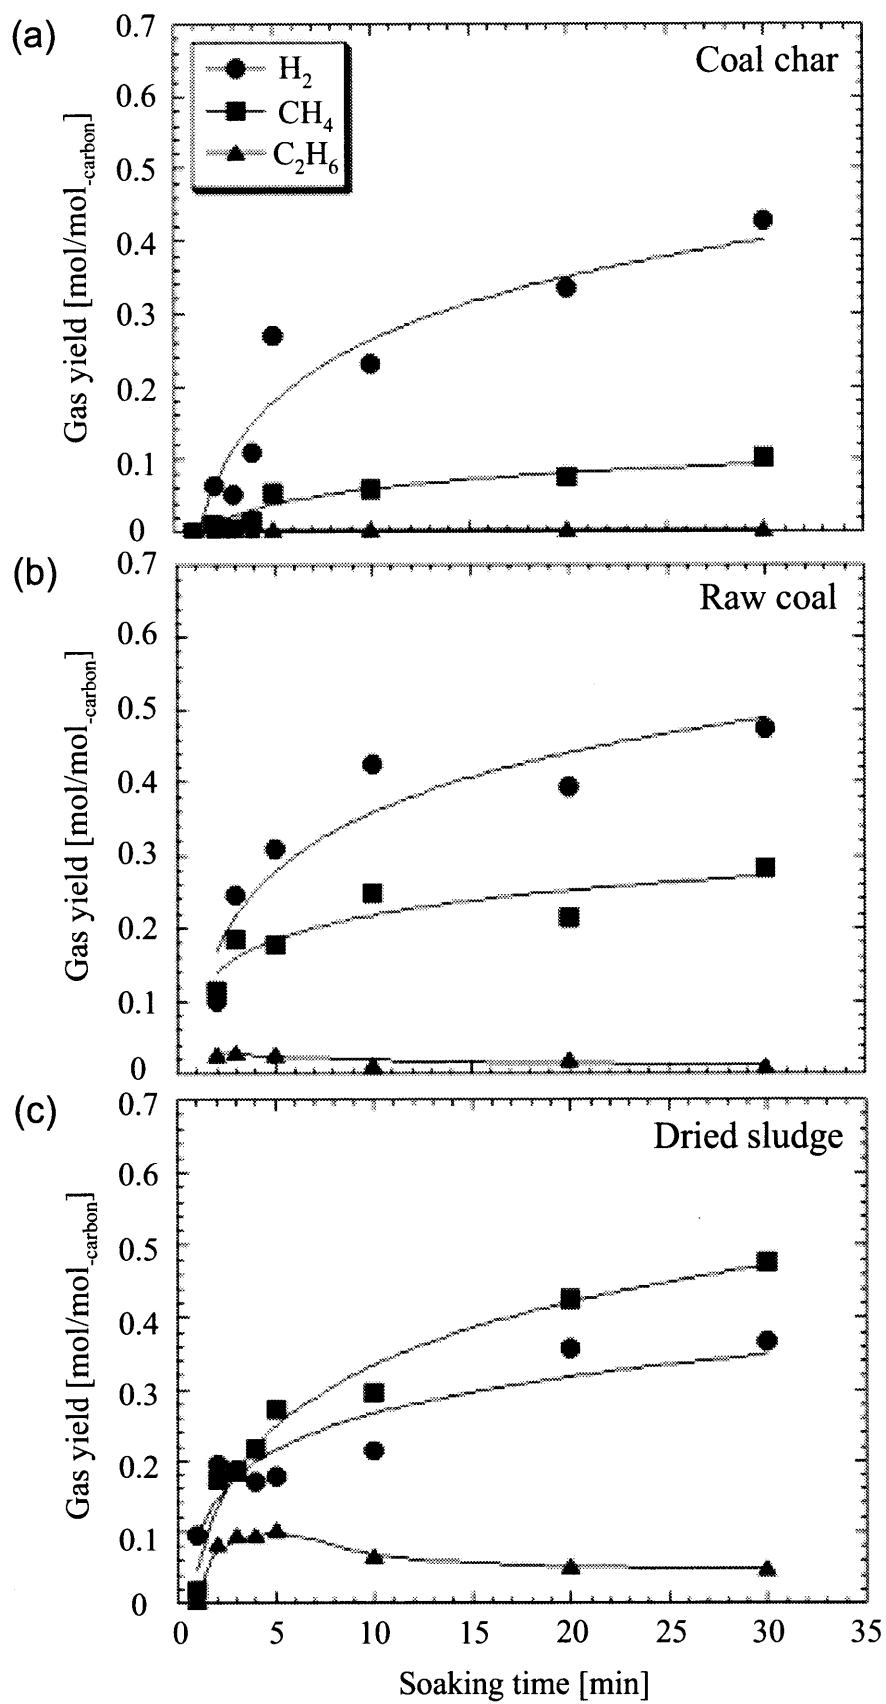 (a)
Coal char
H2
CH4
C2H6
Gas yield [mol/mol-carbon]
0.7
0.6
0.5
0.4
0.3
0.2
0.1
0
(b)
Raw coal
Gas yield [mol/mol-carbon]
0.7
0.6
0.5
0.4
0.3
0.2
0.1
0
(c)
Dried sludge
Gas yield [mol/mol-carbon]
0.7
0.6
0.5
0.4
0.3
0.2
0.1
0
0 5 10 15 20 25 30 35
Soaking time [min]